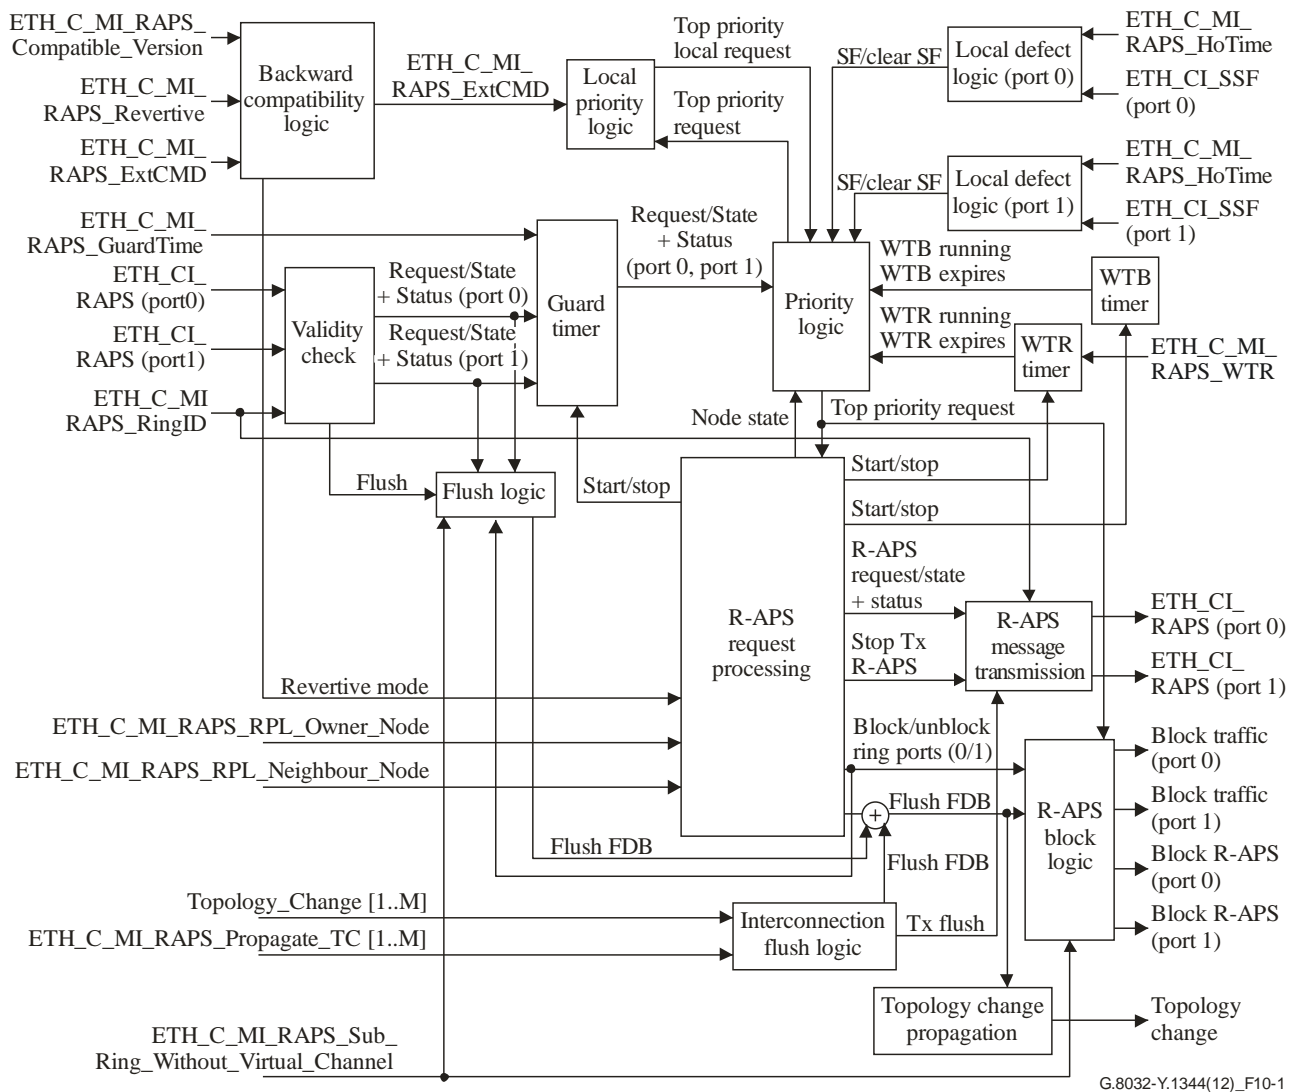 ETH_C_MI_RAPS_
Compatible_Version
ETH_C_MI_
RAPS_Revertive
ETH_C_MI_
RAPS_ExtCMD
Backward
compatibility
logic
ETH_C_MI_
RAPS_ExtCMD
Local
priority
logic
Top priority
local request
Top priority
request
SF/clear SF
Local defect
logic (port 0)
ETH_C_MI_
RAPS_HoTime
ETH_CI_SSF
(port 0)
SF/clear SF
Local defect
logic (port 1)
ETH_C_MI_
RAPS_HoTime
ETH_CI_SSF
(port 1)
ETH_C_MI_
RAPS_GuardTime
ETH_CI_
RAPS (port0)
ETH_CI_
RAPS (port1)
ETH_C_MI
RAPS_RingID
Validity
check
Request/State
+ Status (port 0)
Request/State
+ Status (port 1)
Guard
timer
Request/State
+ Status
(port 0, port 1)
Priority
logic
WTB running
WTB expires
WTB
timer
WTR running
WTR expires
WTR
timer
ETH_C_MI_
RAPS_WTR
Node state
Top priority request
Flush
Flush logic
Start/stop
Start/stop
Start/stop
R-APS
request/state
+ status
R-APS
request
processing
Stop Tx
R-APS
R-APS
message
transmission
ETH_CI_
RAPS (port 0)
ETH_CI_
RAPS (port 1)
Revertive mode
ETH_C_MI_RAPS_RPL_Owner_Node
ETH_C_MI_RAPS_RPL_Neighbour_Node
Block/unblock
ring ports (0/1)
Flush FDB
+
Flush FDB
Flush FDB
R-APS
block
logic
Block traffic
(port 0)
Block traffic
(port 1)
Block R-APS
(port 0)
Block R-APS
(port 1)
Topology_Change [1..M]
ETH_C_MI_RAPS_Propagate_TC [1..M]
Interconnection
flush logic
Tx flush
Topology change
propagation
Topology
change
ETH_C_MI_RAPS_Sub_
Ring_Without_Virtual_Channel
G.8032-Y.1344(12)_F10-1